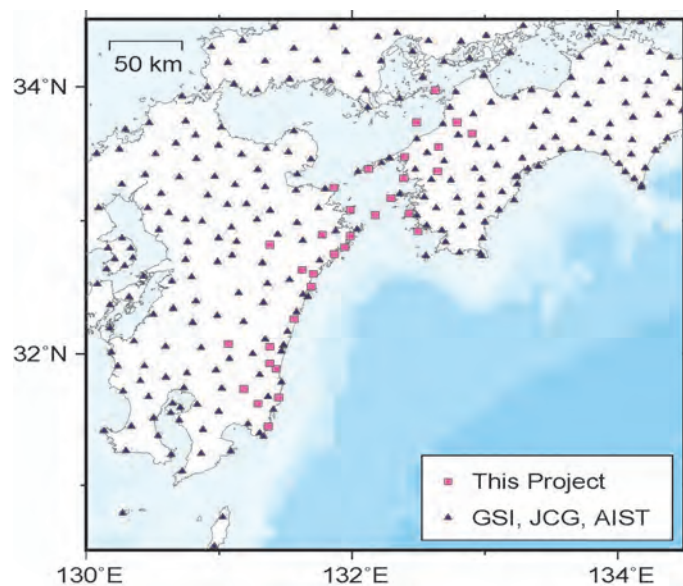 50 km
34°N
32°N
This Project
GSI, JCG, AIST
130°E
132°E
134°E